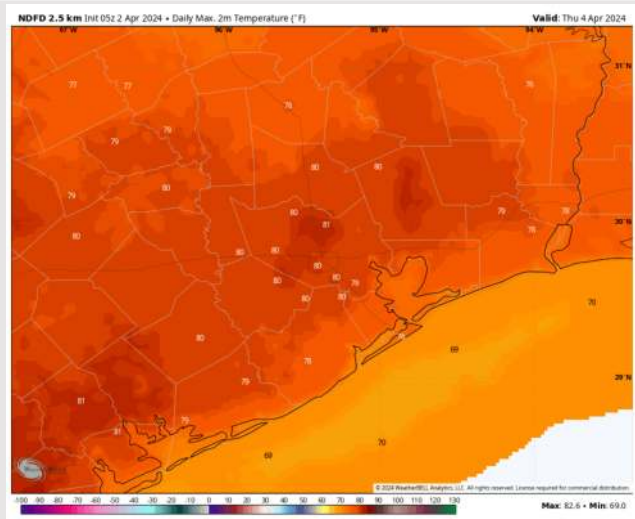 NDFD 2.5 km Init 05z 2 Apr 2024 • Daily Max. 2m Temperature (°F) Valid: Thu 4 Apr 2024
97°W 96°W 95°W 94°W
31°N
77 77 78
79 79
80
80 80
79 80 79 78
80 81 78 30°N
80 80 80
80 80 78
80 80
70
80 69
78 29°N
79
81
81 70
69
© 2024 WeatherBELL Analytics, LLC. All rights reserved. License required for commercial distribution.
-100 -90 -80 -70 -60 -50 -40 -30 -20 -10 0 10 20 30 40 50 60 70 80 90 100 110 120 130
Max: 82.6 • Min: 69.0